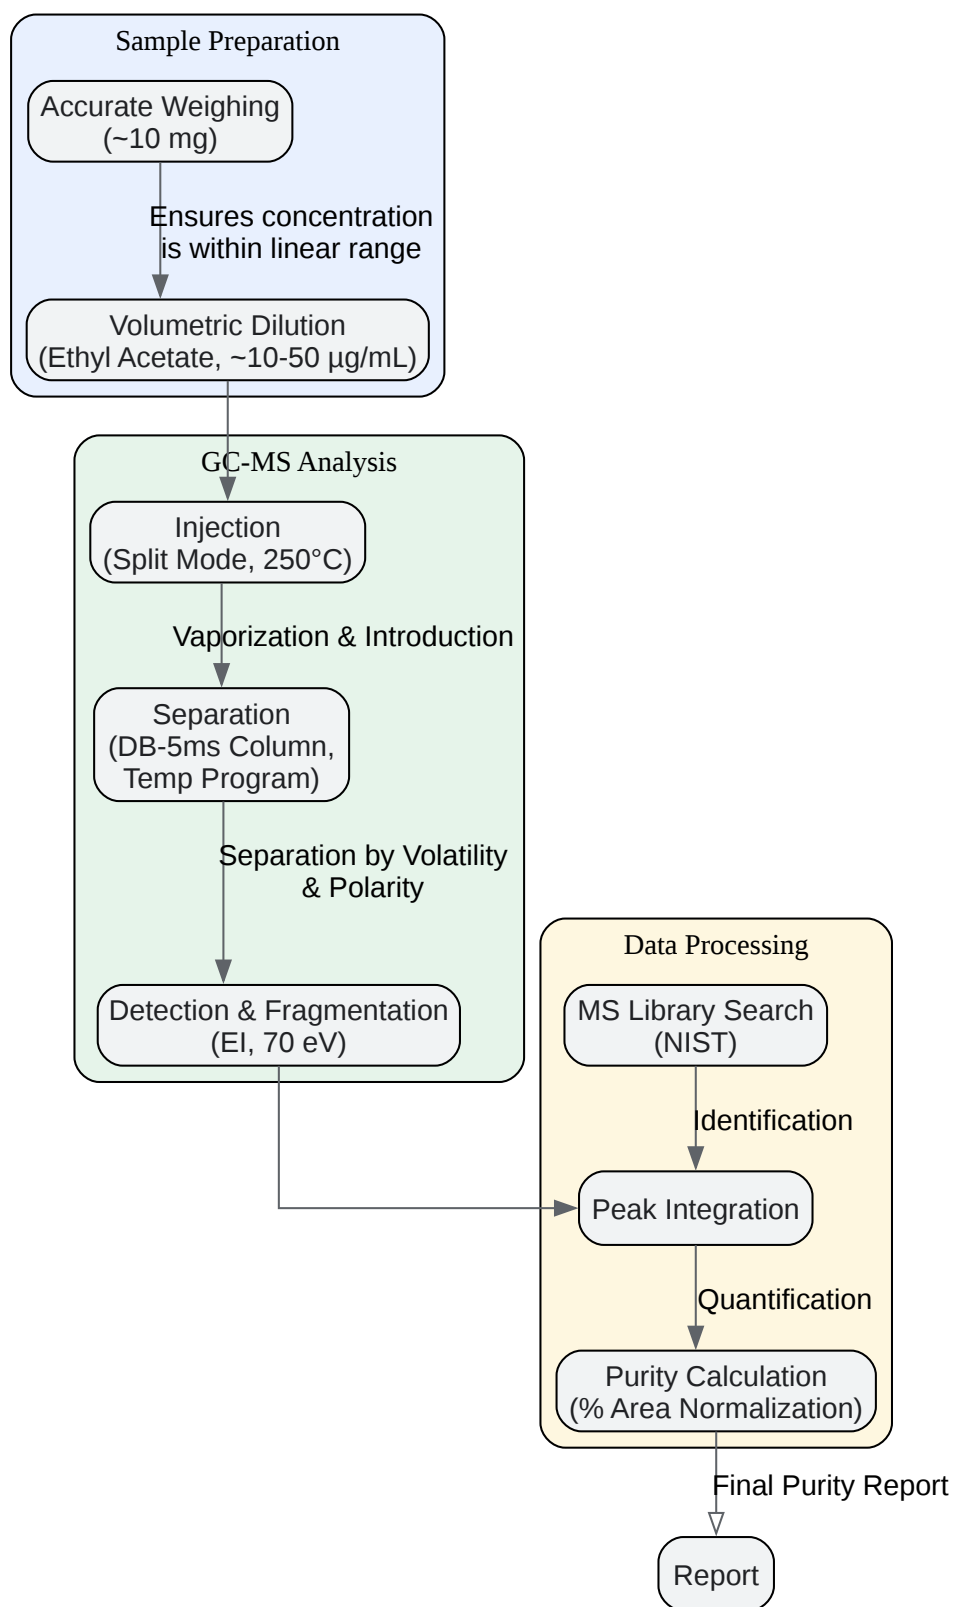 Sample Preparation
Accurate Weighing
(~10 mg)
Ensures concentration
is within linear range
Volumetric Dilution
(Ethyl Acetate, ~10-50 µg/mL)
GC-MS Analysis
Injection
(Split Mode, 250°C)
Vaporization & Introduction
Separation
(DB-5ms Column,
Temp Program)
Separation by Volatility
& Polarity
Detection & Fragmentation
(EI, 70 eV)
Data Processing
MS Library Search
(NIST)
Identification
Peak Integration
Quantification
Purity Calculation
(% Area Normalization)
Final Purity Report
Report